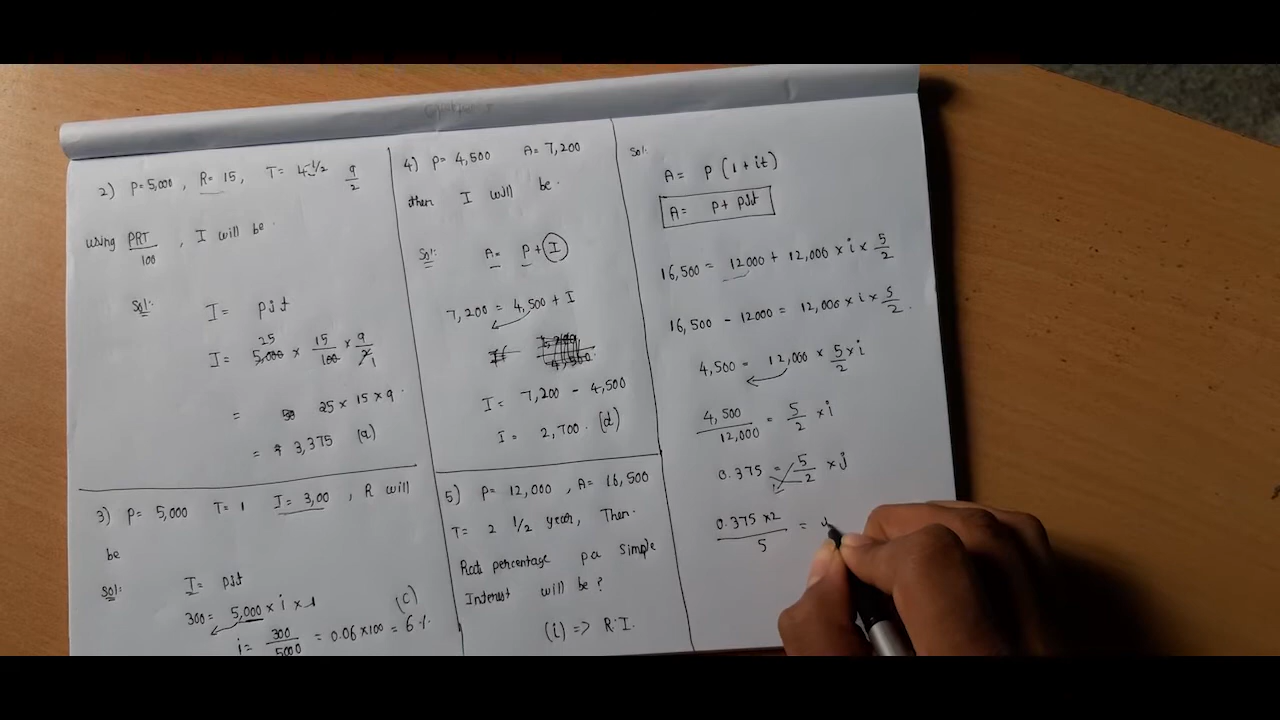 2) P=5,000 , R=15, T= 4-1/2 9/2
using PRT/100 , I will be.
Sol:
I = Pit
I = 5,000 × 15/100 × 9/2
25
1
= 25 × 15 × 9.
= ₹ 3,375 (a)
3) P= 5,000 T= 1 I= 3,00 , R will
be
Sol:
I= Pit
300= 5,000 × i × 1
(C)
i= 300/5000 = 0.06×100 = 6%.
4) P= 4,500 A= 7,200
then I will be.
Sol:
A= P+ I
7,200 = 4,500 + I
I= 7,200 - 4,500
I= 2,700. (d)
5) P= 12,000 , A= 16,500
T= 2 1/2 year, Then.
Rate percentage pa simple
Interest will be?
(i) => R.I.
Sol:
A= P (1+it)
A= P+ Pit
16,500 = 12000 + 12,000 × i × 5/2
16,500 - 12000 = 12,000 × i × 5/2.
4,500 = 12,000 × 5/2 × i
4,500/12,000 = 5/2 × i
0.375 = 5/2 × i
0.375 ×2/5 =